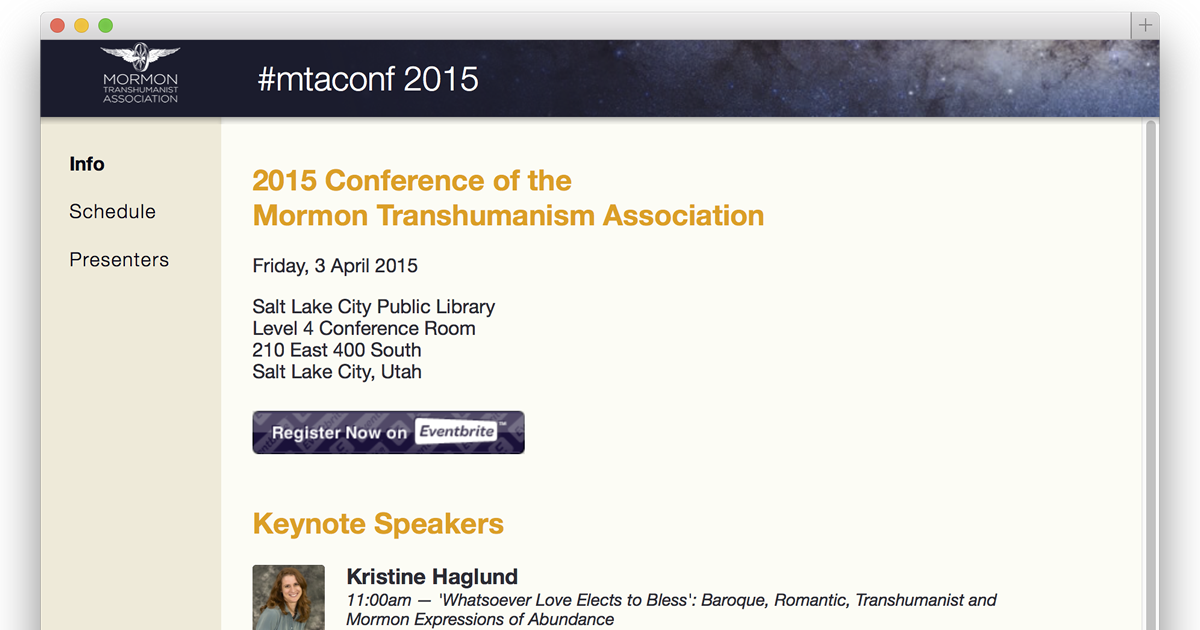 MORMON
TRANSHUMANIST
ASSOCIATION
#mtaconf 2015
Info
Schedule
Presenters
2015 Conference of the
Mormon Transhumanism Association
Friday, 3 April 2015
Salt Lake City Public Library
Level 4 Conference Room
210 East 400 South
Salt Lake City, Utah
Register Now on Eventbrite™
Keynote Speakers
Kristine Haglund
11:00am — 'Whatsoever Love Elects to Bless': Baroque, Romantic, Transhumanist and
Mormon Expressions of Abundance